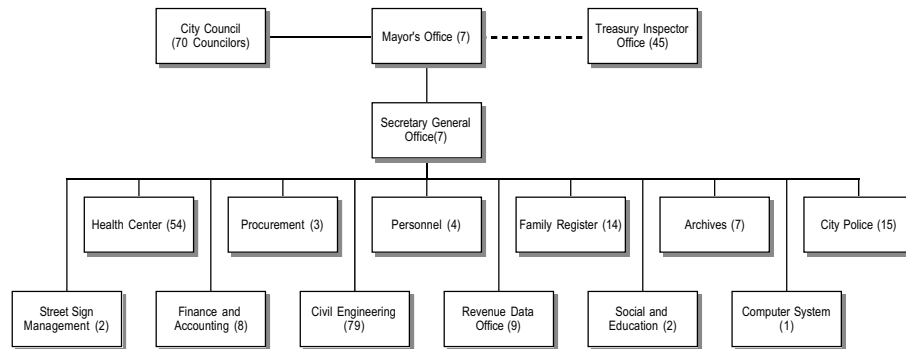 City Council
(70 Councilors)
Mayor's Office (7)
Treasury Inspector
Office (45)
Secretary General
Office(7)
Health Center (54)
Procurement (3)
Personnel (4)
Family Register (14)
Archives (7)
City Police (15)
Street Sign
Management (2)
Finance and
Accounting (8)
Civil Engineering
(79)
Revenue Data
Office (9)
Social and
Education (2)
Computer System
(1)